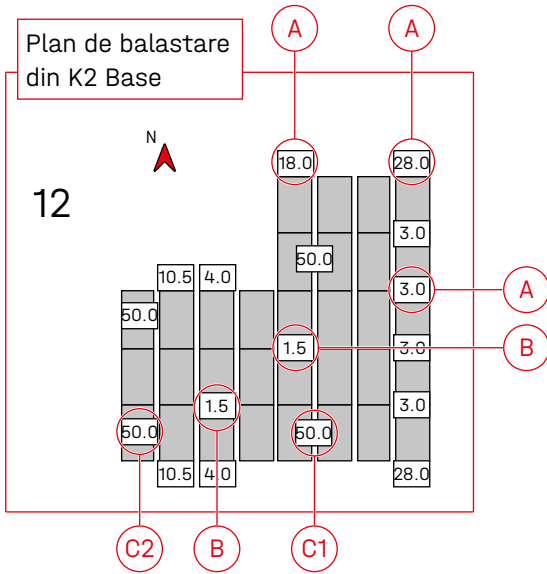 A A
Plan de balastare
din K2 Base
N
18.0 28.0
12
3.0
50.0
10.5 4.0
3.0 A
50.0
1.5 3.0 B
1.5 3.0
50.0 50.0
10.5 4.0 28.0
C2 B C1